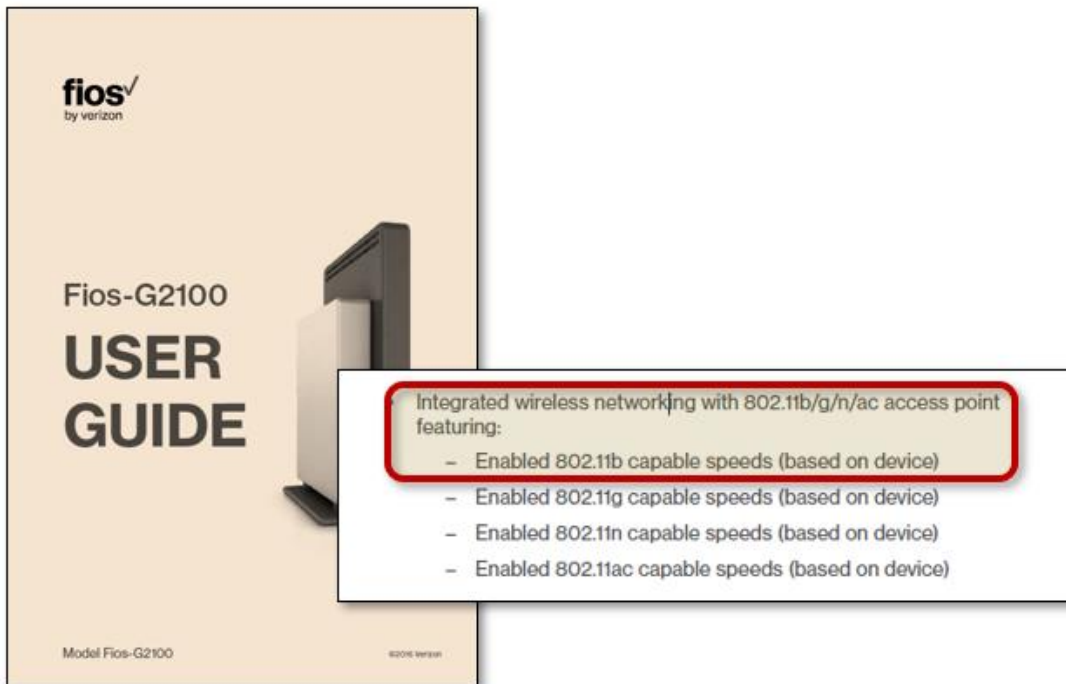 fios
by verizon
Fios-G2100
USER
GUIDE
Integrated wireless networking with 802.11b/g/n/ac access point
featuring:
– Enabled 802.11b capable speeds (based on device)
– Enabled 802.11g capable speeds (based on device)
– Enabled 802.11n capable speeds (based on device)
– Enabled 802.11ac capable speeds (based on device)
Model Fios-G2100
©2016 Verizon